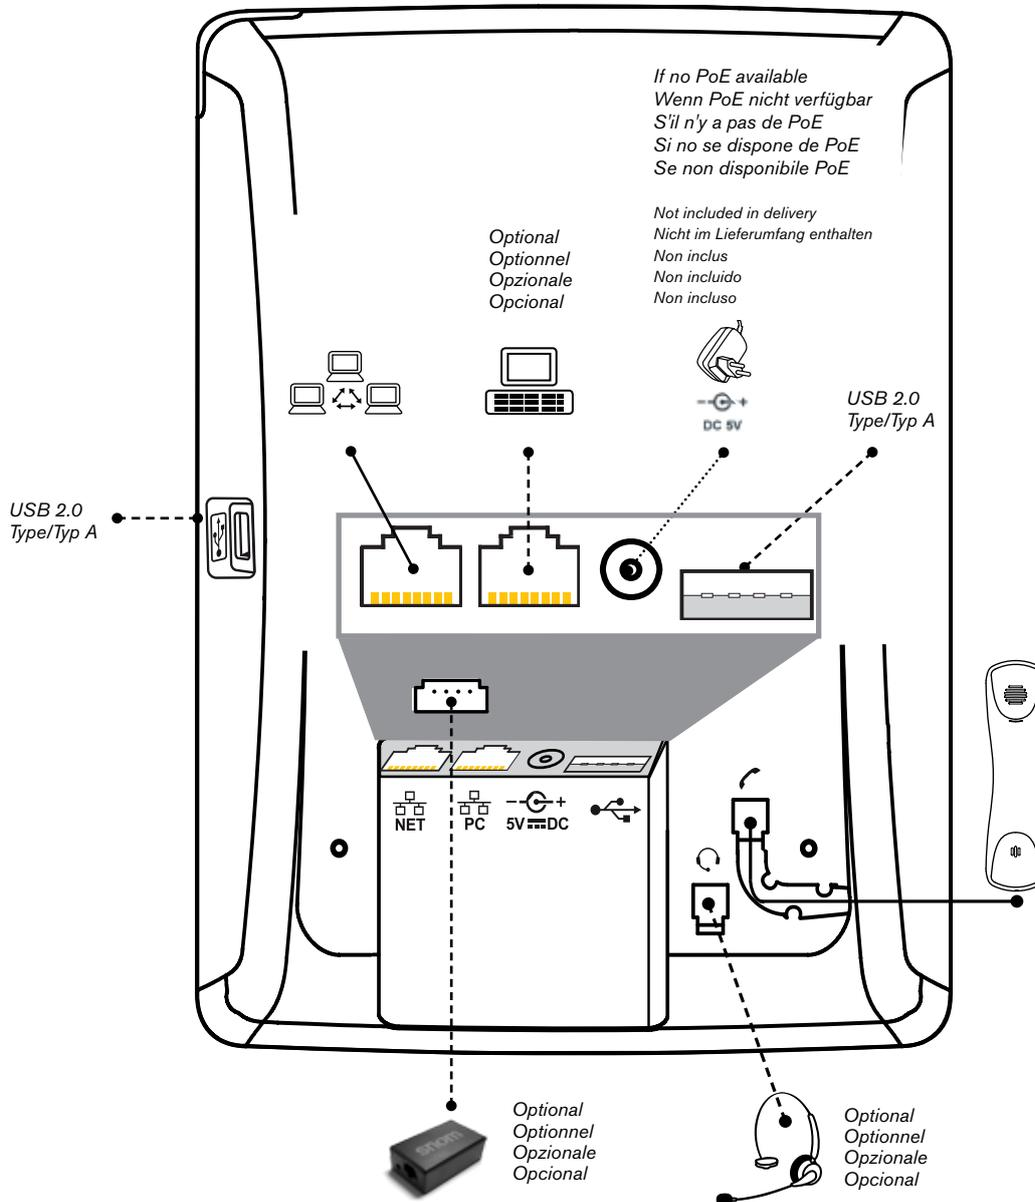 If no PoE available
Wenn PoE nicht verfügbar
S'il n'y a pas de PoE
Si no se dispone de PoE
Se non disponibile PoE
Not included in delivery
Nicht im Lieferumfang enthalten
Non inclus
Non incluido
Non incluso
Optional
Optionnel
Opzionale
Opcional
DC 5V
USB 2.0
Type/Typ A
USB 2.0
Type/Typ A
NET
PC
5V DC
snom
Optional
Optionnel
Opzionale
Opcional
Optional
Optionnel
Opzionale
Opcional